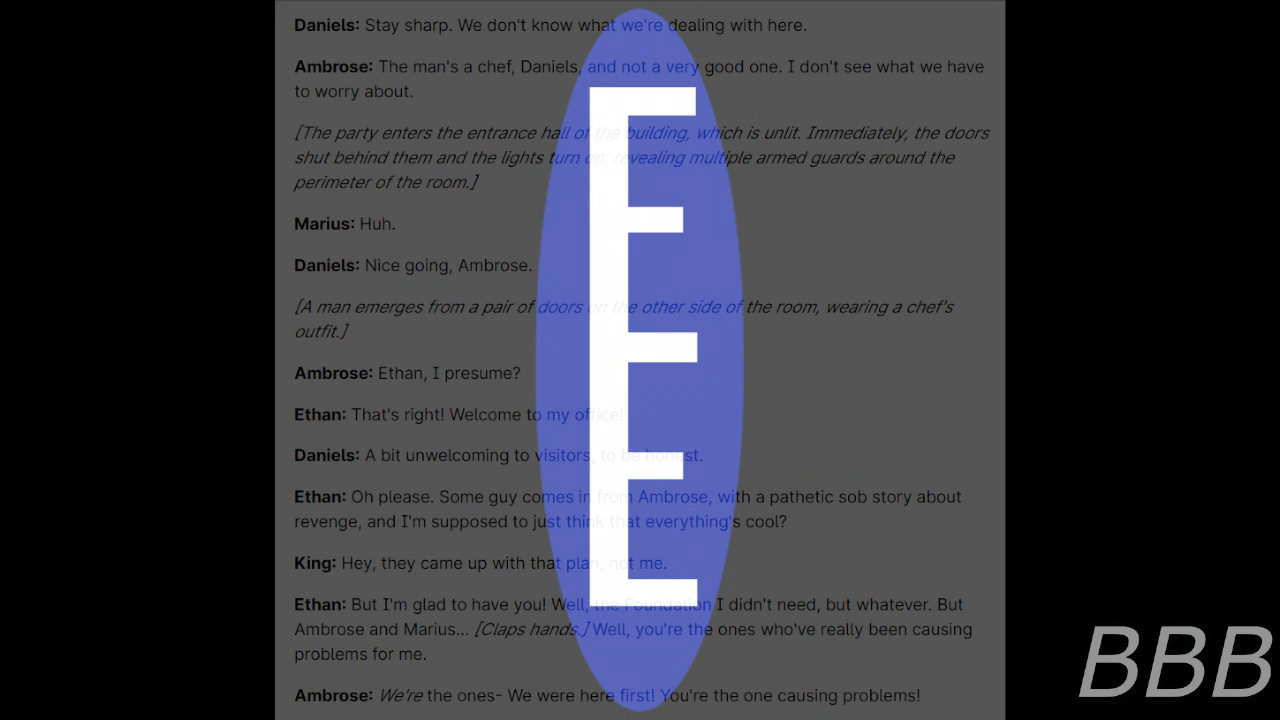 Daniels: Stay sharp. We don't know what we're dealing with here.
Ambrose: The man's a chef, Daniels, and not a very good one. I don't see what we have
to worry about.
[The party enters the entrance hall of the building, which is unlit. Immediately, the doors
shut behind them and the lights turn on, revealing multiple armed guards around the
perimeter of the room.]
Marius: Huh.
Daniels: Nice going, Ambrose.
[A man emerges from a pair of doors on the other side of the room, wearing a chef's
outfit.]
Ambrose: Ethan, I presume?
Ethan: That's right! Welcome to my office!
Daniels: A bit unwelcoming to visitors, to be honest.
Ethan: Oh please. Some guy comes in from Ambrose, with a pathetic sob story about
revenge, and I'm supposed to just think that everything's cool?
King: Hey, they came up with that plan, not me.
Ethan: But I'm glad to have you! Well, the Foundation I didn't need, but whatever. But
Ambrose and Marius... [Claps hands.] Well, you're the ones who've really been causing
problems for me.
Ambrose: We're the ones- We were here first! You're the one causing problems!
BBB